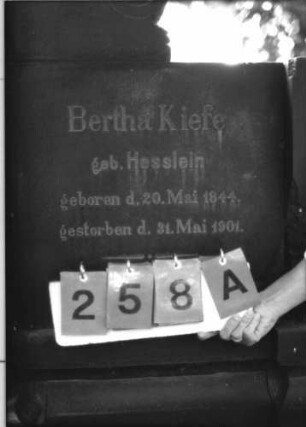 Bertha Kiefe
geb. Hesslein
geboren d. 20. Mai 1844.
gestorben d. 31. Mai 1901.
258A